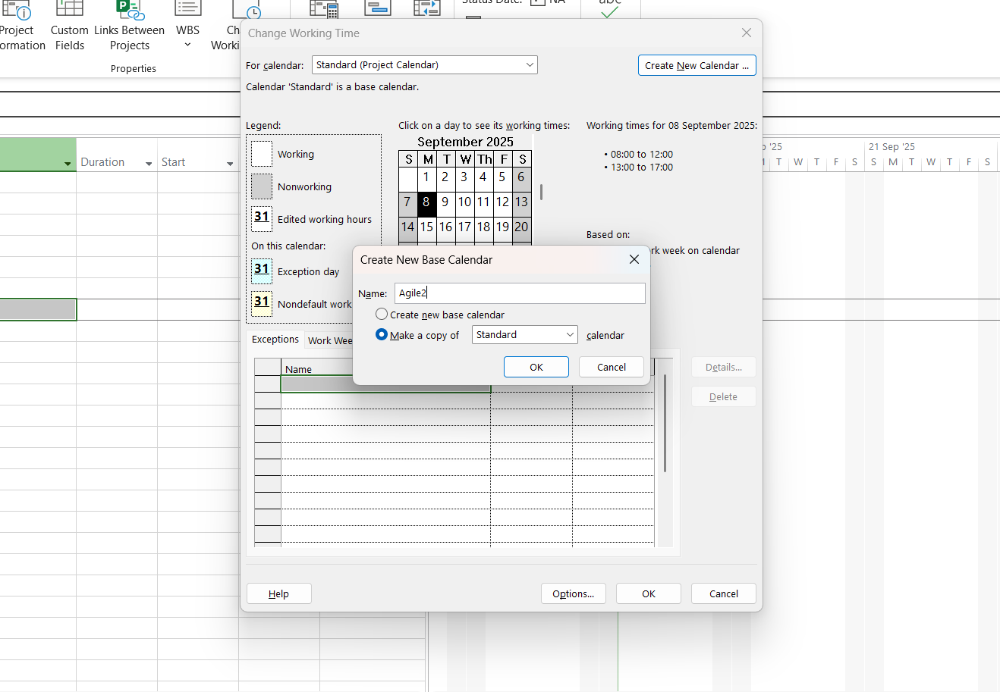 Status Date:
NA
abc
Project
ormation
Custom
Fields
Links Between
Projects
WBS
Ch
Worki
Properties
Change Working Time
For calendar:
Standard (Project Calendar)
Create New Calendar ...
Calendar 'Standard' is a base calendar.
Legend:
Click on a day to see its working times:
Working times for 08 September 2025:
Working
Nonworking
31 Edited working hours
On this calendar:
31 Exception day
31 Nondefault work
September 2025
S M T W Th F S
1 2 3 4 5 6
7 8 9 10 11 12 13
14 15 16 17 18 19 20
• 08:00 to 12:00
• 13:00 to 17:00
Based on:
rk week on calendar
Duration
Start
'25
21 Sep '25
T W T F S S M T W T F S
Create New Base Calendar
Name:
Agile2
Create new base calendar
Make a copy of
Standard
calendar
OK
Cancel
Exceptions
Work Wee
Name
Details...
Delete
Help
Options...
OK
Cancel